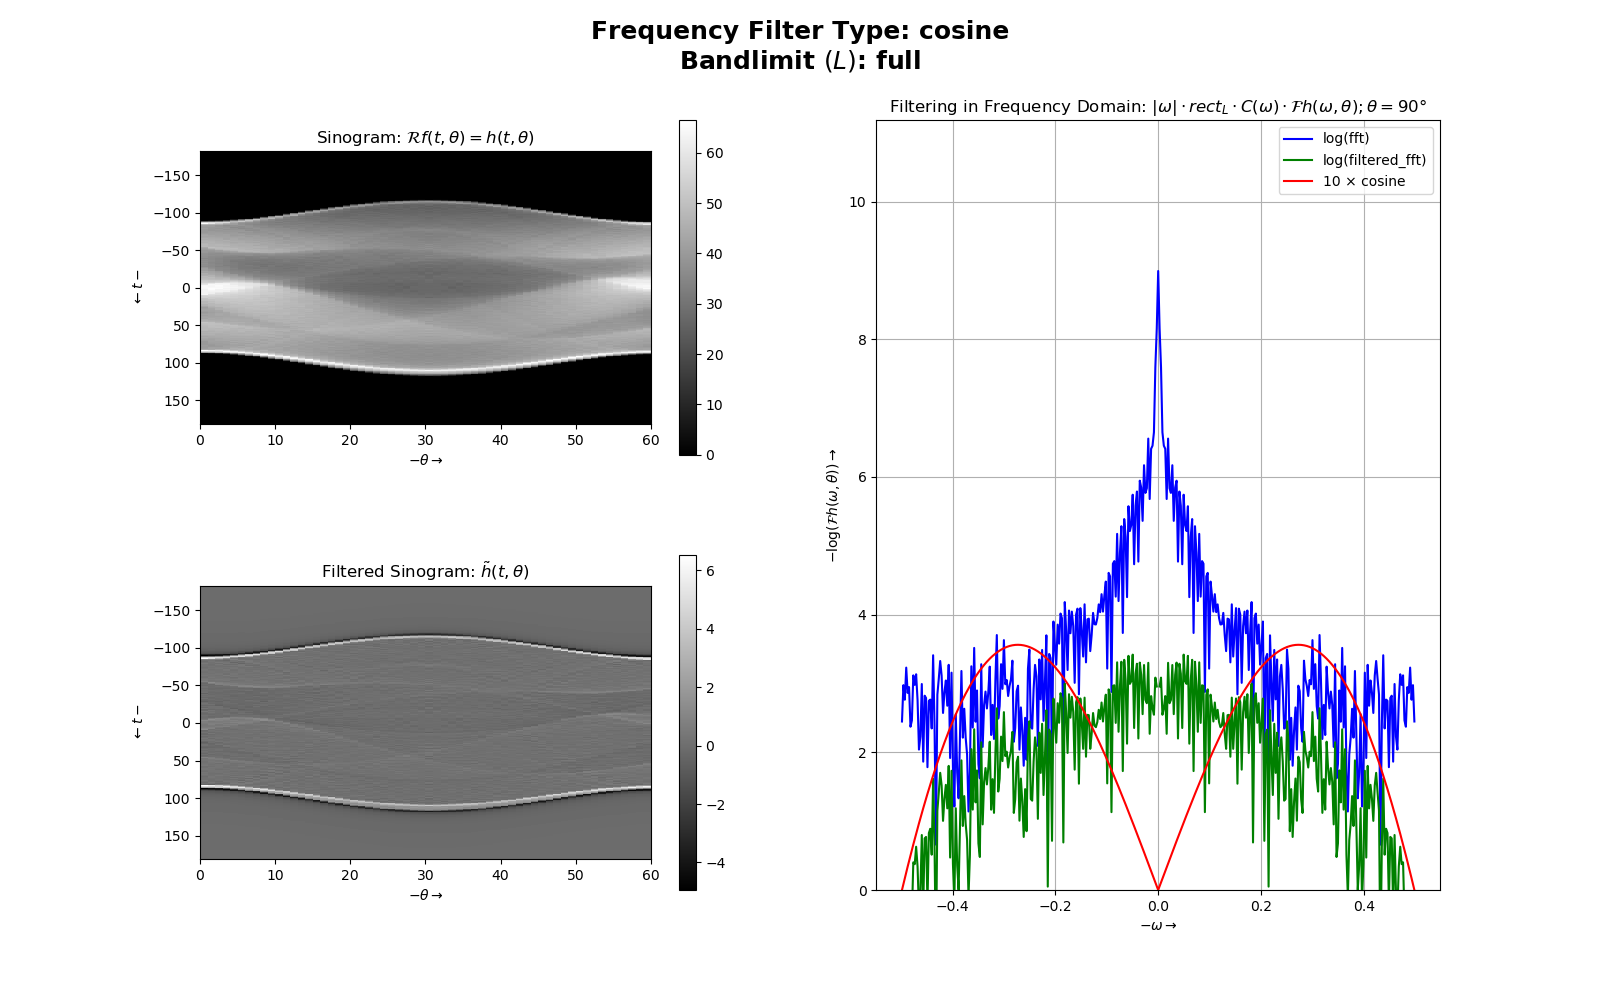 Frequency Filter Type: cosine
Bandlimit (L): full
Sinogram: ℛf(t, θ) = h(t, θ)
−150
−100
−50
0
50
100
150
← t −
0 10 20 30 40 50 60
−θ →
60
50
40
30
20
10
0
Filtered Sinogram: h̃(t, θ)
−150
−100
−50
0
50
100
150
← t −
0 10 20 30 40 50 60
−θ →
6
4
2
0
−2
−4
Filtering in Frequency Domain: |ω| · rect_L · C(ω) · ℱh(ω, θ); θ = 90°
log(fft)
log(filtered_fft)
10 × cosine
10
8
6
4
2
0
−log(ℱh(ω, θ)) →
−0.4 −0.2 0.0 0.2 0.4
−ω →